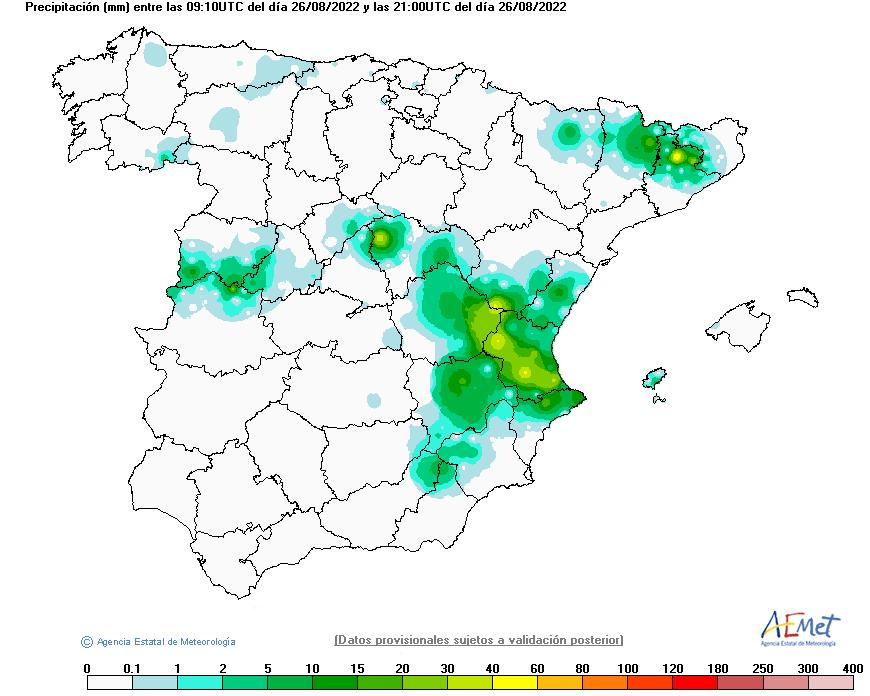 Precipitación (mm) entre las 09:10UTC del día 26/08/2022 y las 21:00UTC del día 26/08/2022
AEMet
Agencia Estatal de Meteorología
© Agencia Estatal de Meteorología
(Datos provisionales sujetos a validación posterior)
0 0.1 1 2 5 10 15 20 30 40 60 80 100 120 180 250 300 400